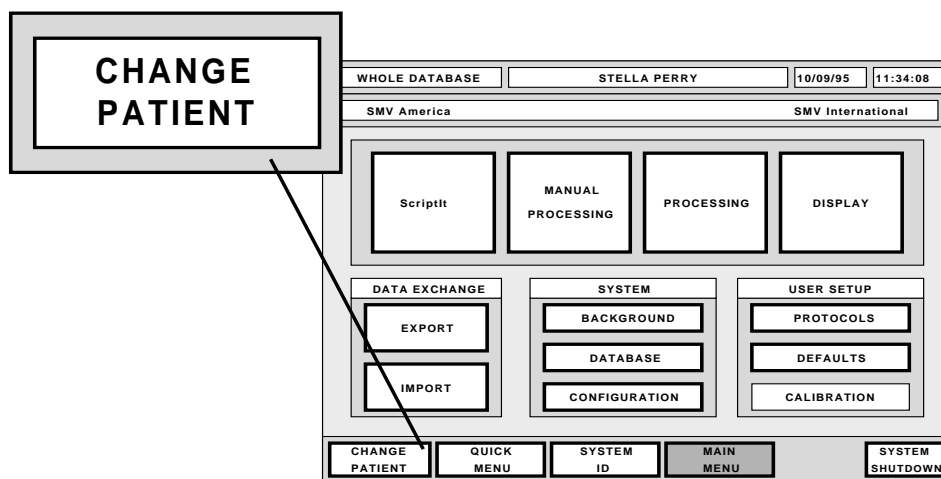 CHANGE
PATIENT
WHOLE DATABASE STELLA PERRY 10/09/95 11:34:08
SMV America SMV International
ScriptIt
MANUAL
PROCESSING
PROCESSING
DISPLAY
DATA EXCHANGE
EXPORT
IMPORT
SYSTEM
BACKGROUND
DATABASE
CONFIGURATION
USER SETUP
PROTOCOLS
DEFAULTS
CALIBRATION
CHANGE
PATIENT
QUICK
MENU
SYSTEM
ID
MAIN
MENU
SYSTEM
SHUTDOWN